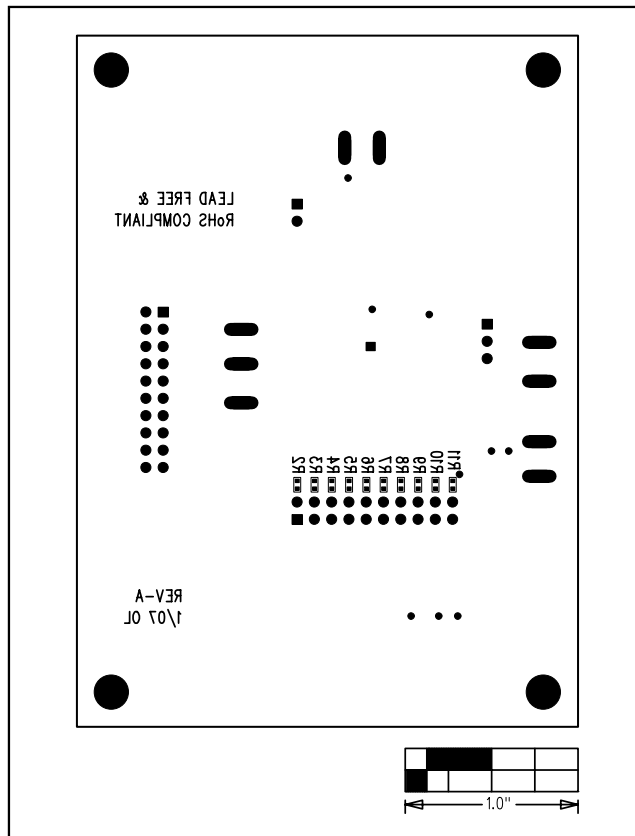 LEAD FREE &
RoHS COMPLIANT
R2
R3
R4
R5
R6
R7
R8
R9
R10
R11
REV-A
1/07 OL
1.0"